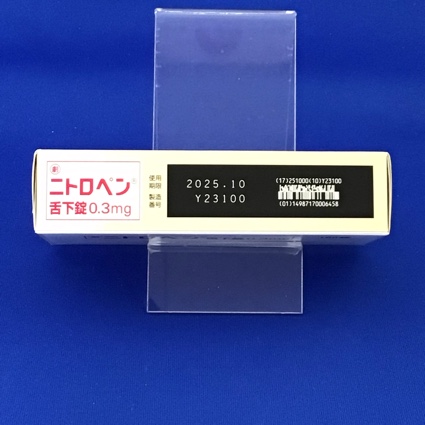 劇
ニトロペン®
舌下錠0.3mg
使用
期限
2025.10
製造
番号
Y23100
(17)251000(10)Y23100
(01)14987170006458